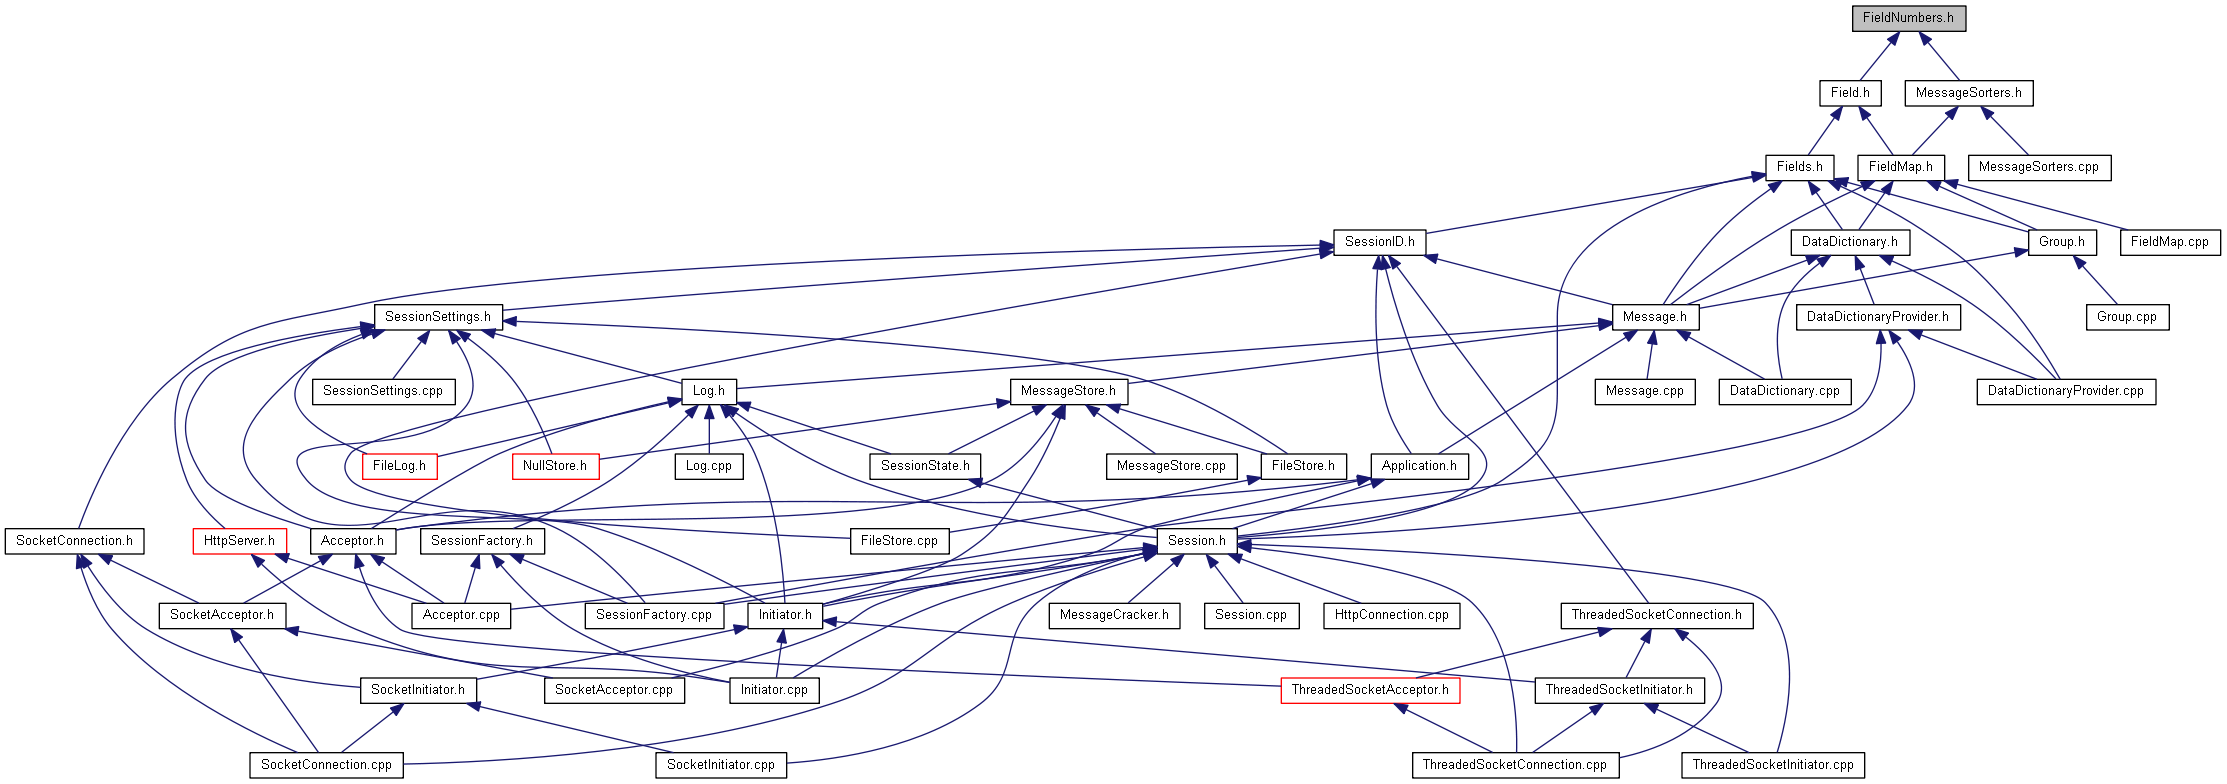 FieldNumbers.h
Field.h
MessageSorters.h
Fields.h
FieldMap.h
MessageSorters.cpp
SessionID.h
DataDictionary.h
Group.h
FieldMap.cpp
SessionSettings.h
Message.h
DataDictionaryProvider.h
Group.cpp
SessionSettings.cpp
Log.h
MessageStore.h
Message.cpp
DataDictionary.cpp
DataDictionaryProvider.cpp
FileLog.h
NullStore.h
Log.cpp
SessionState.h
MessageStore.cpp
FileStore.h
Application.h
SocketConnection.h
HttpServer.h
Acceptor.h
SessionFactory.h
FileStore.cpp
Session.h
SocketAcceptor.h
Acceptor.cpp
SessionFactory.cpp
Initiator.h
MessageCracker.h
Session.cpp
HttpConnection.cpp
ThreadedSocketConnection.h
SocketInitiator.h
SocketAcceptor.cpp
Initiator.cpp
ThreadedSocketAcceptor.h
ThreadedSocketInitiator.h
SocketConnection.cpp
SocketInitiator.cpp
ThreadedSocketConnection.cpp
ThreadedSocketInitiator.cpp